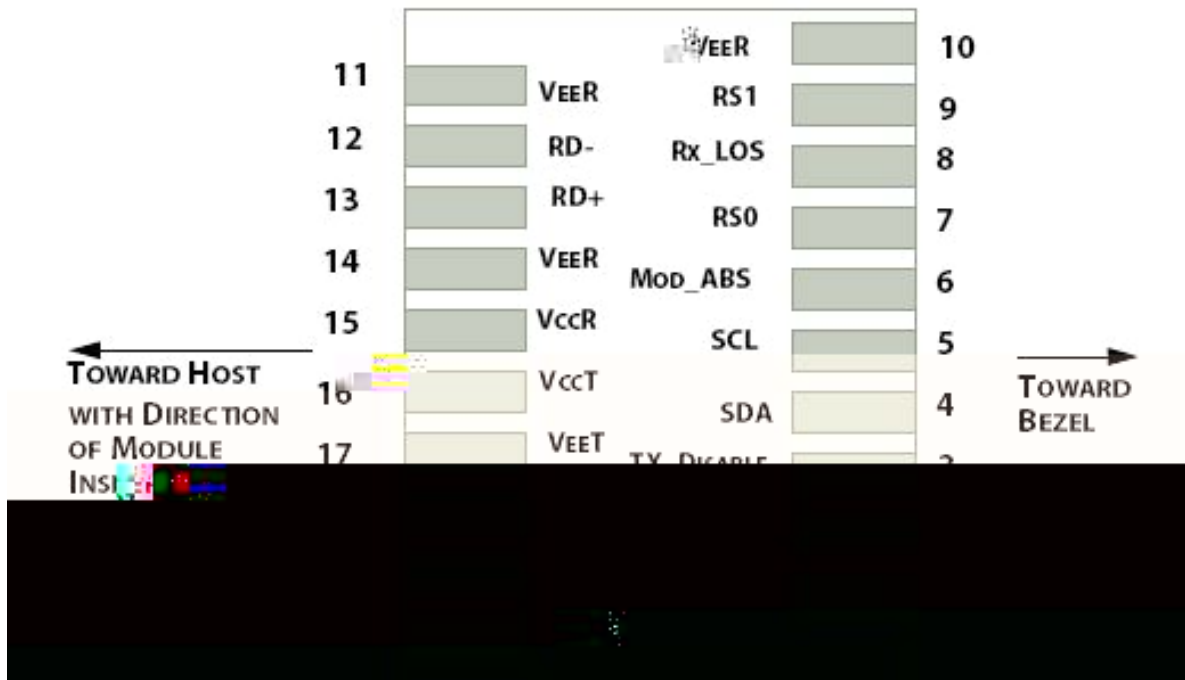 VEER 10
11 VEER
RS1 9
12 RD-
Rx_LOS 8
13 RD+
RS0 7
14 VEER
MOD_ABS 6
15 VCCR
SCL 5
TOWARD HOST
WITH DIRECTION
OF MODULE
16 VCCT
SDA 4
TOWARD
BEZEL
17 VEET
TX_DISABLE